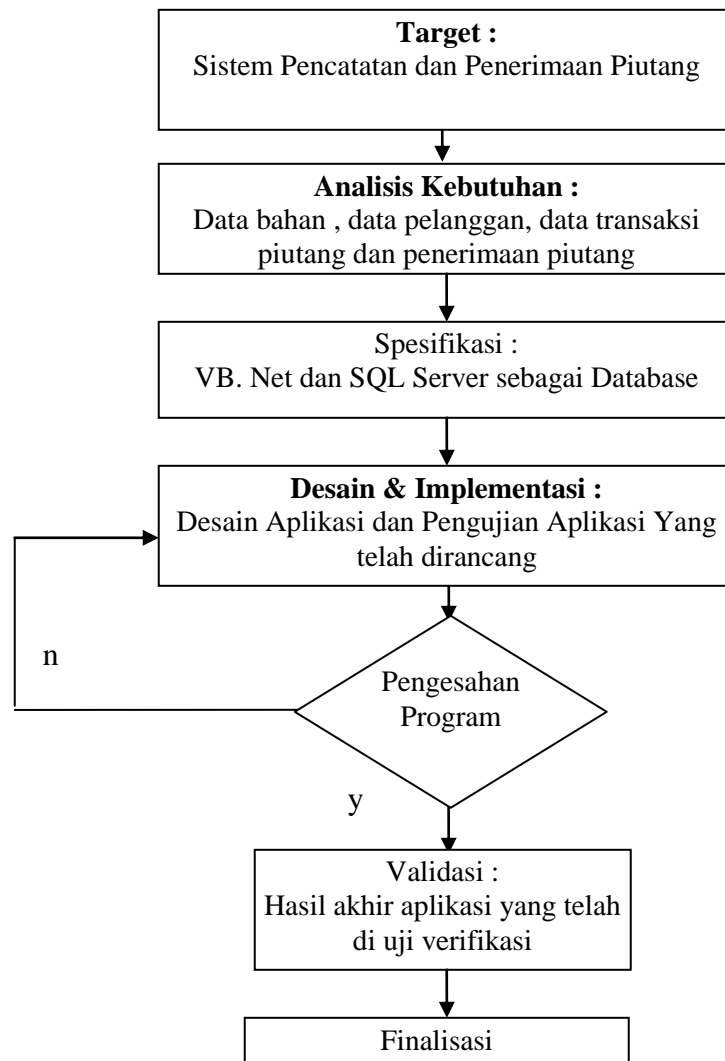 Target :
Sistem Pencatatan dan Penerimaan Piutang
Analisis Kebutuhan :
Data bahan , data pelanggan, data transaksi
piutang dan penerimaan piutang
Spesifikasi :
VB. Net dan SQL Server sebagai Database
Desain & Implementasi :
Desain Aplikasi dan Pengujian Aplikasi Yang
telah dirancang
n
Pengesahan
Program
y
Validasi :
Hasil akhir aplikasi yang telah
di uji verifikasi
Finalisasi